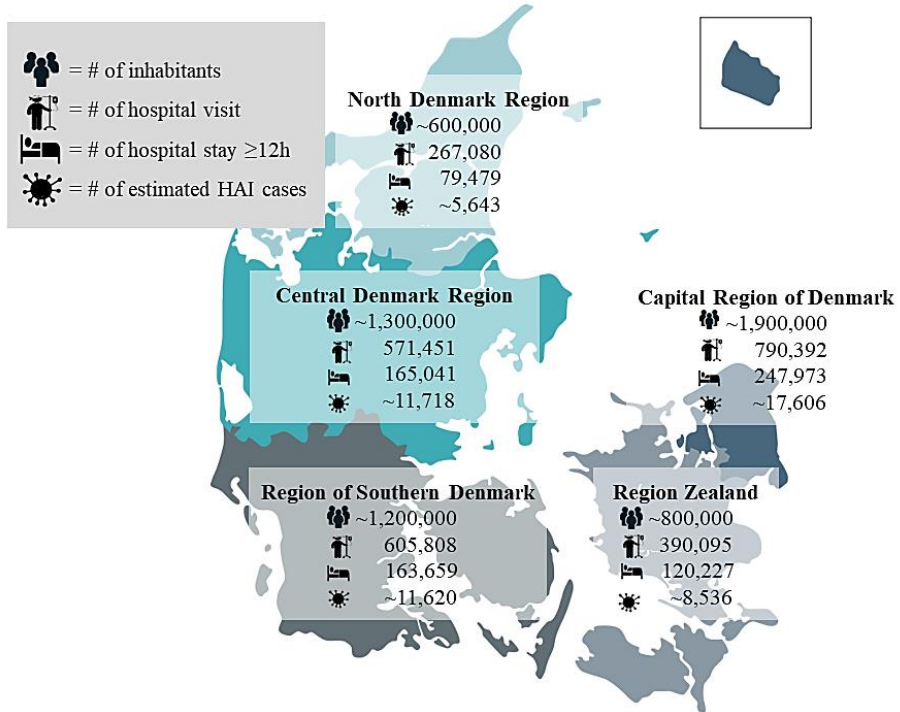 = # of inhabitants
= # of hospital visit
= # of hospital stay ≥12h
= # of estimated HAI cases
North Denmark Region
~600,000
267,080
79,479
~5,643
Central Denmark Region
~1,300,000
571,451
165,041
~11,718
Capital Region of Denmark
~1,900,000
790,392
247,973
~17,606
Region of Southern Denmark
~1,200,000
605,808
163,659
~11,620
Region Zealand
~800,000
390,095
120,227
~8,536